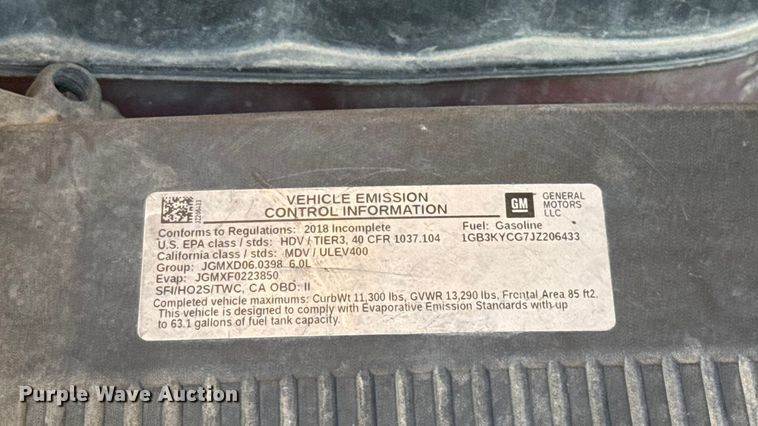 VEHICLE EMISSION
CONTROL INFORMATION
GM
GENERAL
MOTORS
LLC
JZ206433
Conforms to Regulations: 2018 Incomplete
Fuel: Gasoline
U.S. EPA class / stds: HDV / TIER3, 40 CFR 1037.104
1GB3KYCG7JZ206433
California class / stds: MDV / ULEV400
Group: JGMXD06.0398 6.0L
Evap: JGMXF0223850
SFI/HO2S/TWC, CA OBD: II
Completed vehicle maximums: CurbWt 11,300 lbs, GVWR 13,290 lbs, Frontal Area 85 ft2.
This vehicle is designed to comply with Evaporative Emission Standards with up
to 63.1 gallons of fuel tank capacity.
Purple Wave Auction